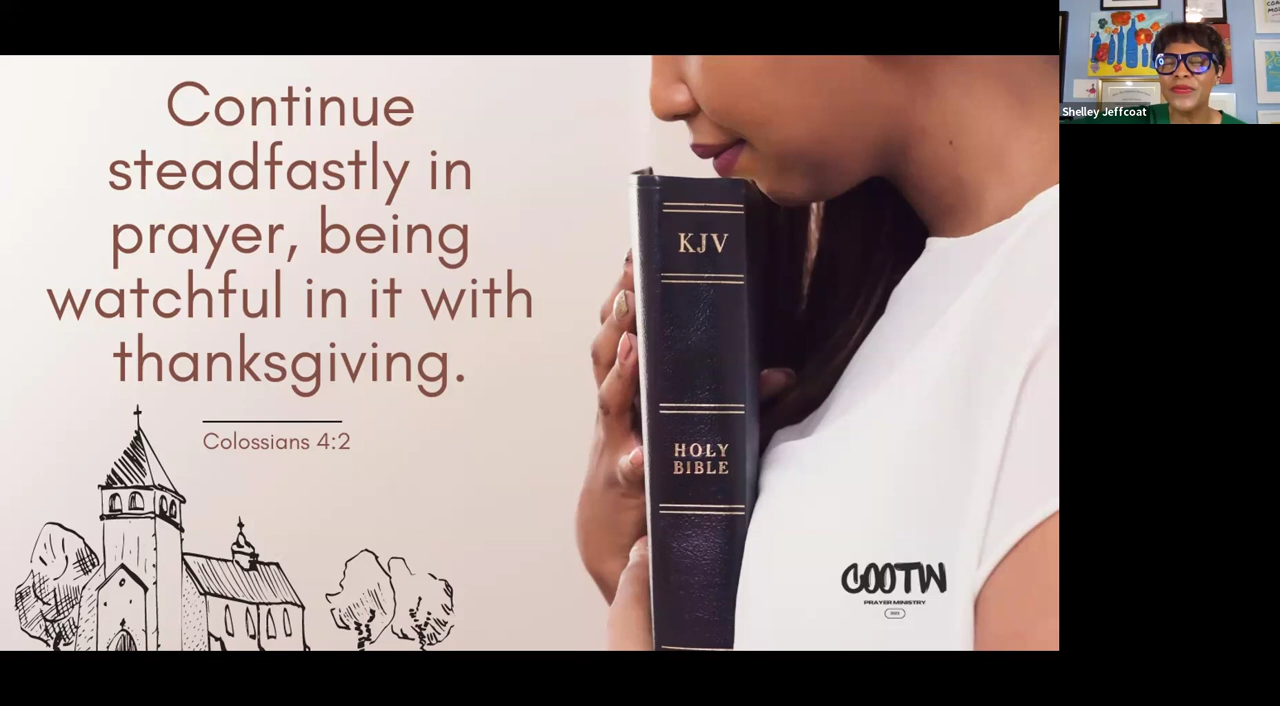 Continue
steadfastly in
prayer, being
watchful in it with
thanksgiving.
Colossians 4:2
KJV
HOLY
BIBLE
COOTW
PRAYER MINISTRY
Shelley Jeffcoat